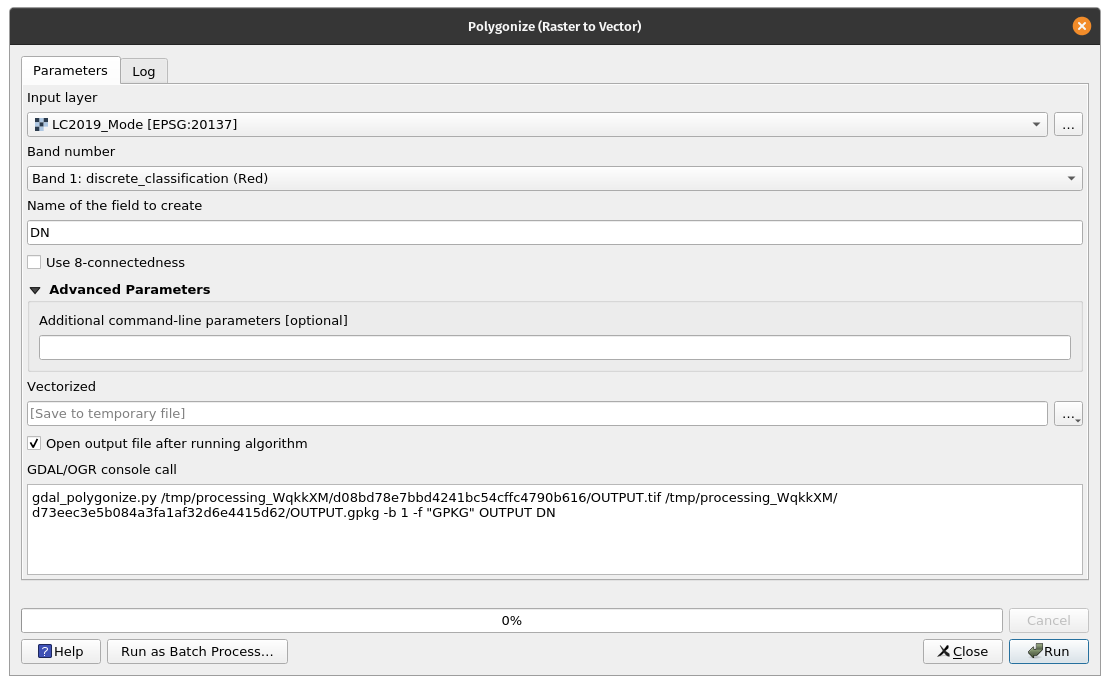 Polygonize (Raster to Vector)
Parameters
Log
Input layer
LC2019_Mode [EPSG:20137]
…
Band number
Band 1: discrete_classification (Red)
Name of the field to create
DN
Use 8-connectedness
Advanced Parameters
Additional command-line parameters [optional]
Vectorized
[Save to temporary file]
…
Open output file after running algorithm
GDAL/OGR console call
gdal_polygonize.py /tmp/processing_WqkkXM/d08bd78e7bbd4241bc54cffc4790b616/OUTPUT.tif /tmp/processing_WqkkXM/
d73eec3e5b084a3fa1af32d6e4415d62/OUTPUT.gpkg -b 1 -f "GPKG" OUTPUT DN
0%
Cancel
? Help
Run as Batch Process…
Close
Run